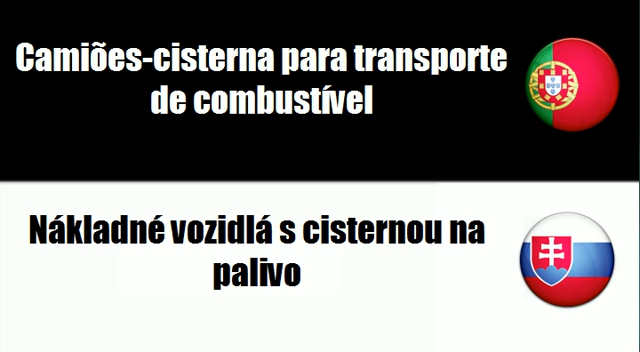 Camiões-cisterna para transporte
de combustível
Nákladné vozidlá s cisternou na
palivo